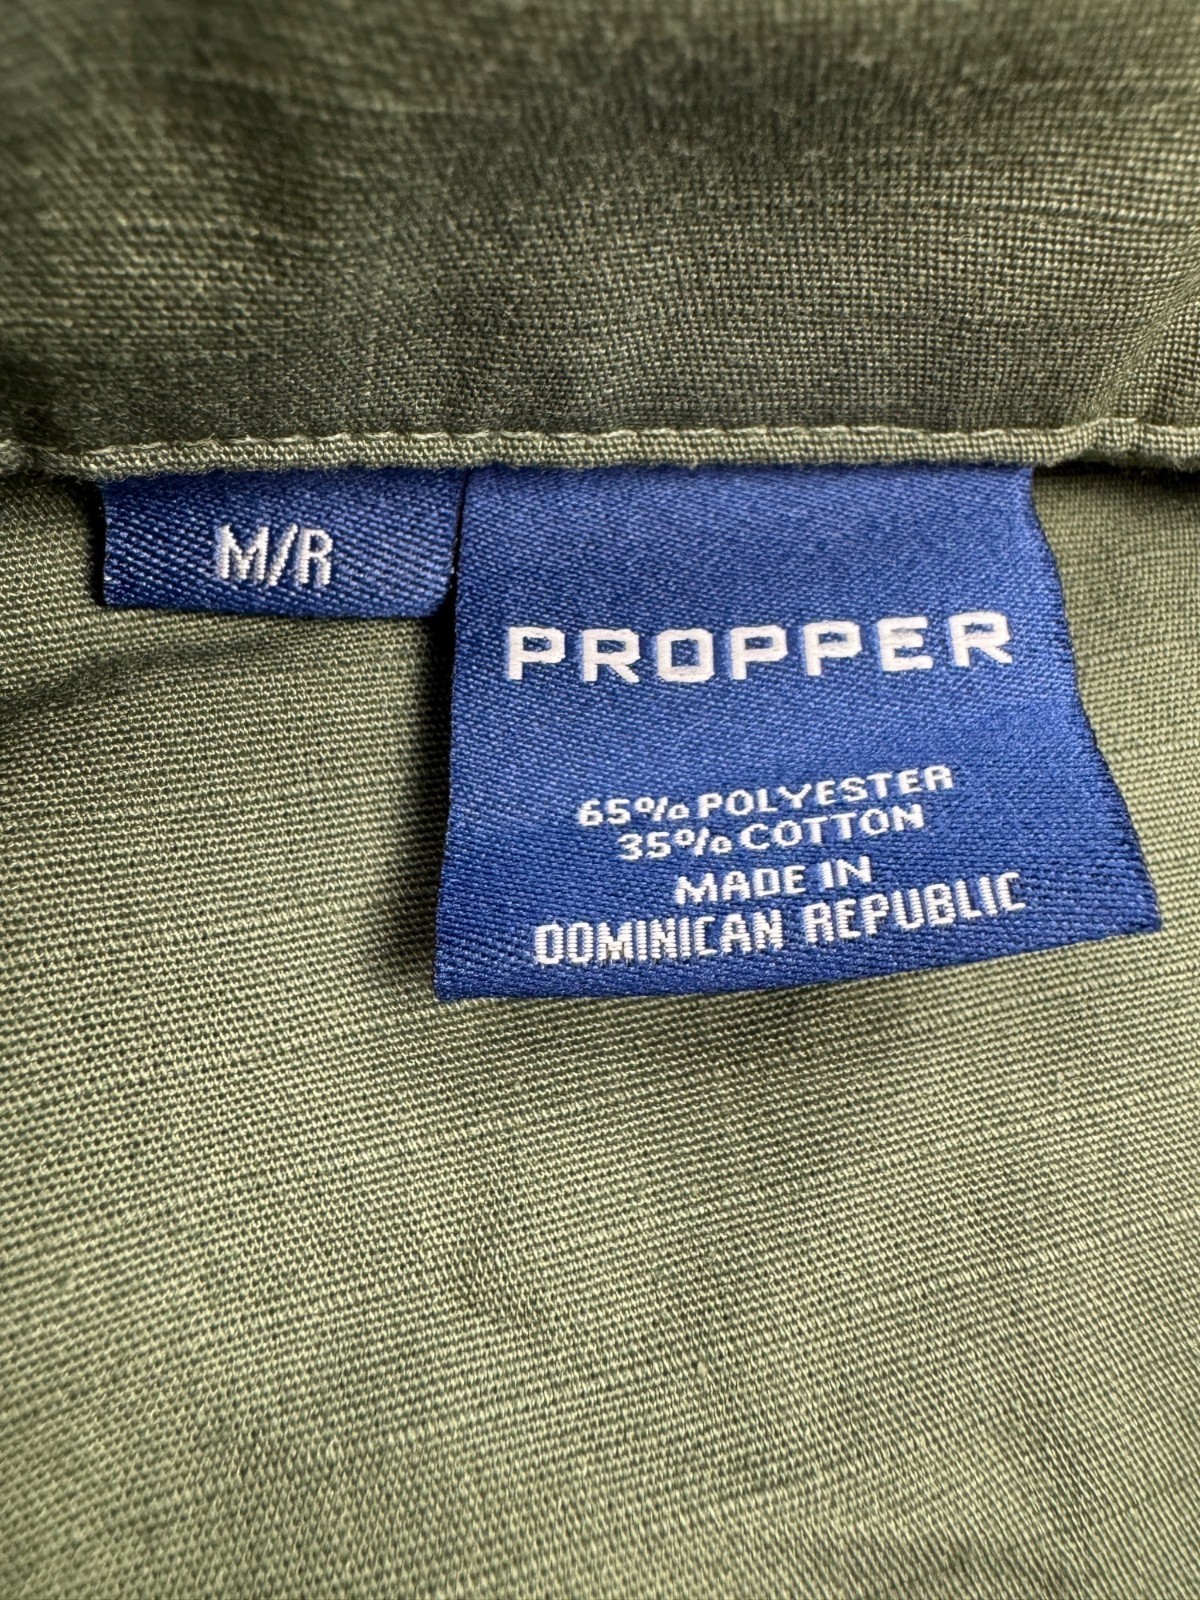 M/R
PROPPER
65% POLYESTER
35% COTTON
MADE IN
DOMINICAN REPUBLIC